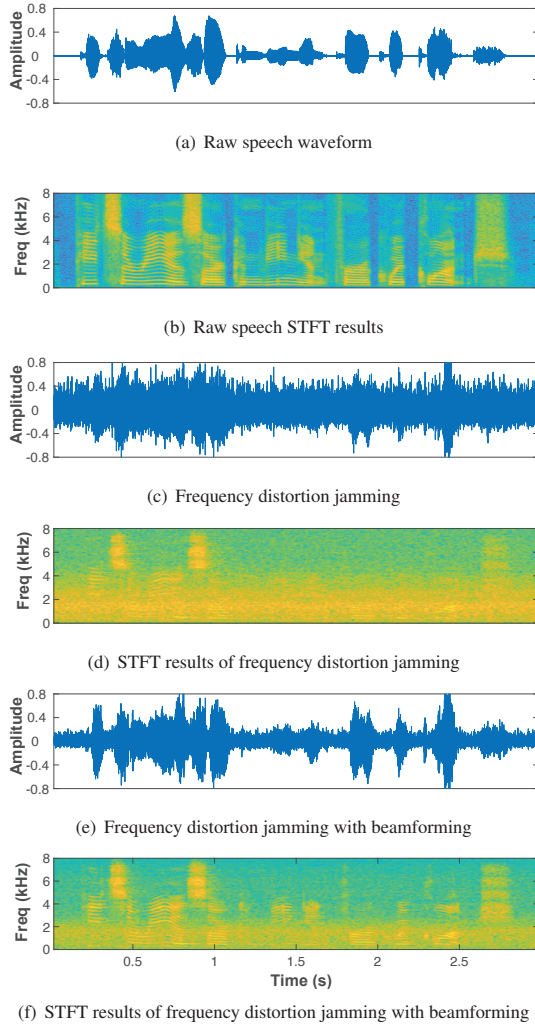 0.8
0.4
0
-0.4
-0.8
Amplitude
(a) Raw speech waveform
8
6
4
2
0
Freq (kHz)
(b) Raw speech STFT results
0.8
0.4
0
-0.4
-0.8
Amplitude
(c) Frequency distortion jamming
8
6
4
2
0
Freq (kHz)
(d) STFT results of frequency distortion jamming
0.8
0.4
0
-0.4
-0.8
Amplitude
(e) Frequency distortion jamming with beamforming
8
6
4
2
0
Freq (kHz)
0.5 1 1.5 2 2.5
Time (s)
(f) STFT results of frequency distortion jamming with beamforming